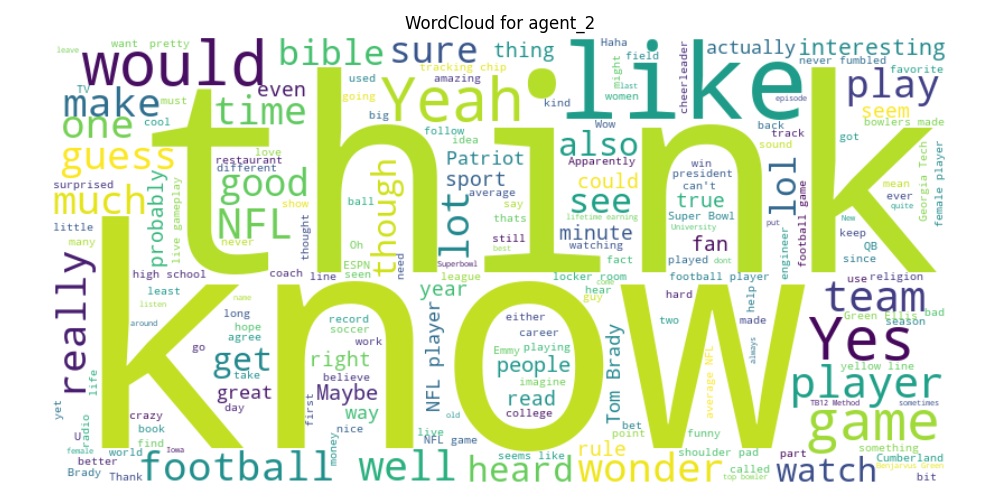 WordCloud for agent_2
leave want pretty bible sure thing Haha might field cheerleader actually interesting
would tracking chip like never fumbled
TV used amazing last favorite
make must even going Yeah kind women play
time big Wow back episode seem
one cool follow also track got bowlers made
guess love idea Patriot Apparently sound Georgia Tech
restaurant different win president mean
think
surprised good sport could can't ever female player
much show average see true lol quite
little NFL ball say Super Bowl put New keep
many probably live gameplay never though lot thats lifetime earning University engineer football game QB
thought Oh still minute fan since
ESPN need best watching
really high school coach line seen Superbowl fact played dont use religion
league locker room football player team
least year hear guy come hard help
listen name Green Ellis bad
know
around long record either two made season
hope soccer career Yes
agree go work Emmy playing
get right people Tom Brady always average NFL yellow line
life take believe NFL player imagine player
great Maybe read TB12 Method sometimes
yet day first way college
crazy old bet funny game
U radio book nice live point something
find money NFL game rule shoulder pad
female world Iowa seems like part Cumberland
better football well heard wonder called watch Benjarvus Green
Brady Thank top bowler bit